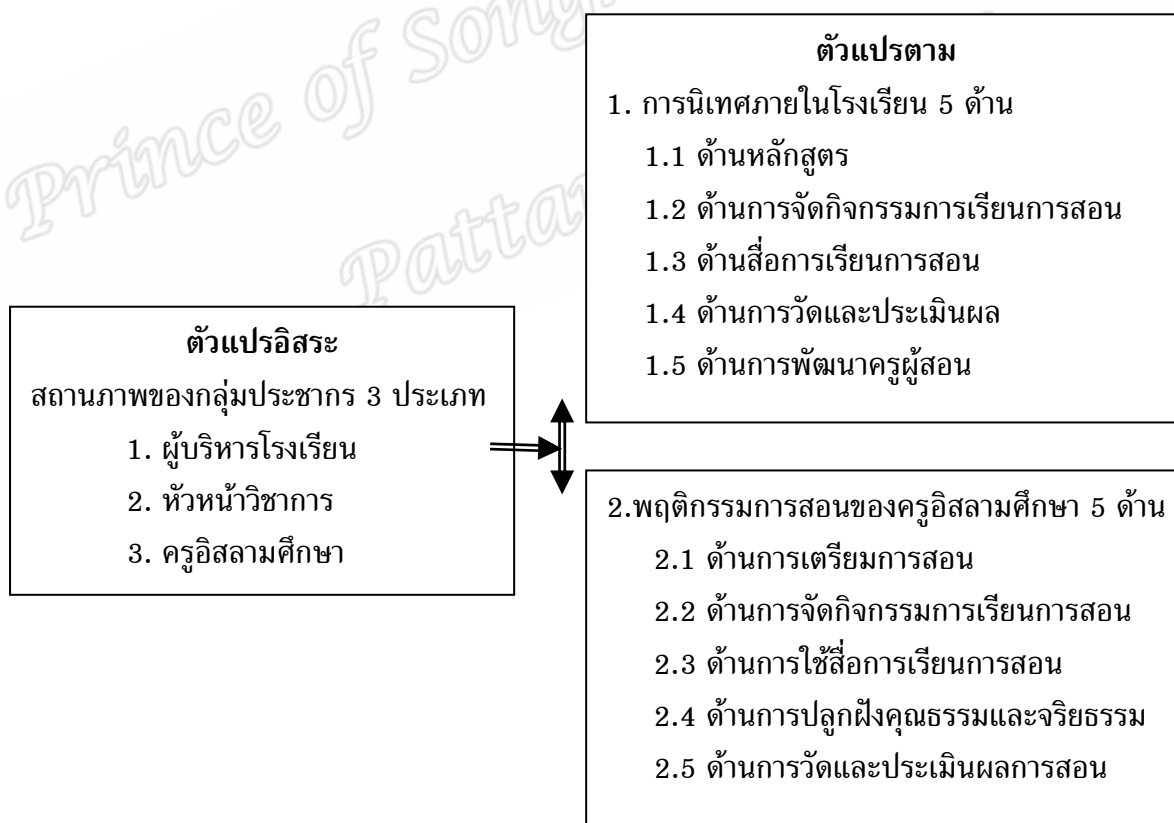 Prince of Songk
Pattan
ตัวแปรอิสระ
สถานภาพของกลุ่มประชากร 3 ประเภท
1. ผู้บริหารโรงเรียน
2. หัวหน้าวิชาการ
3. ครูอิสลามศึกษา
ตัวแปรตาม
1. การนิเทศภายในโรงเรียน 5 ด้าน
1.1 ด้านหลักสูตร
1.2 ด้านการจัดกิจกรรมการเรียนการสอน
1.3 ด้านสื่อการเรียนการสอน
1.4 ด้านการวัดและประเมินผล
1.5 ด้านการพัฒนาครูผู้สอน
2.พฤติกรรมการสอนของครูอิสลามศึกษา 5 ด้าน
2.1 ด้านการเตรียมการสอน
2.2 ด้านการจัดกิจกรรมการเรียนการสอน
2.3 ด้านการใช้สื่อการเรียนการสอน
2.4 ด้านการปลูกฝังคุณธรรมและจริยธรรม
2.5 ด้านการวัดและประเมินผลการสอน